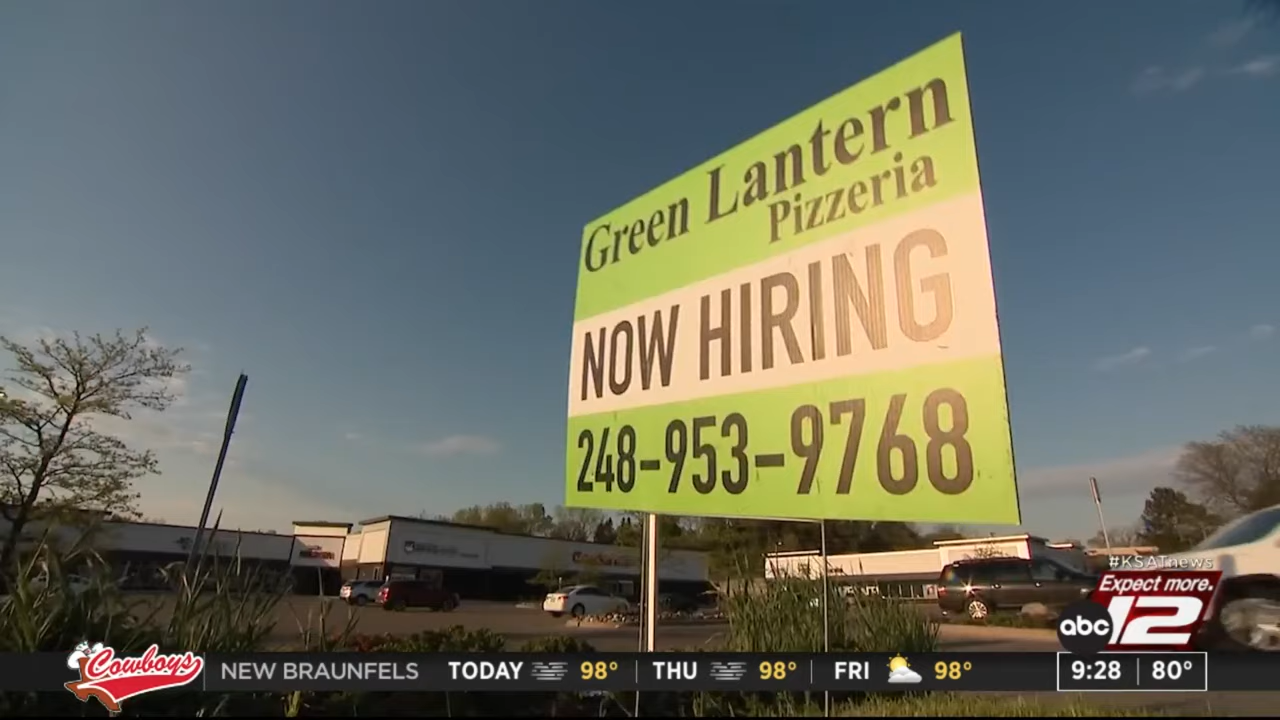 Green Lantern
Pizzeria
NOW HIRING
248-953-9768
#KSATnews
Expect more.
abc 12
Cowboys
NEW BRAUNFELS TODAY 98° THU 98° FRI 98°
9:28 80°